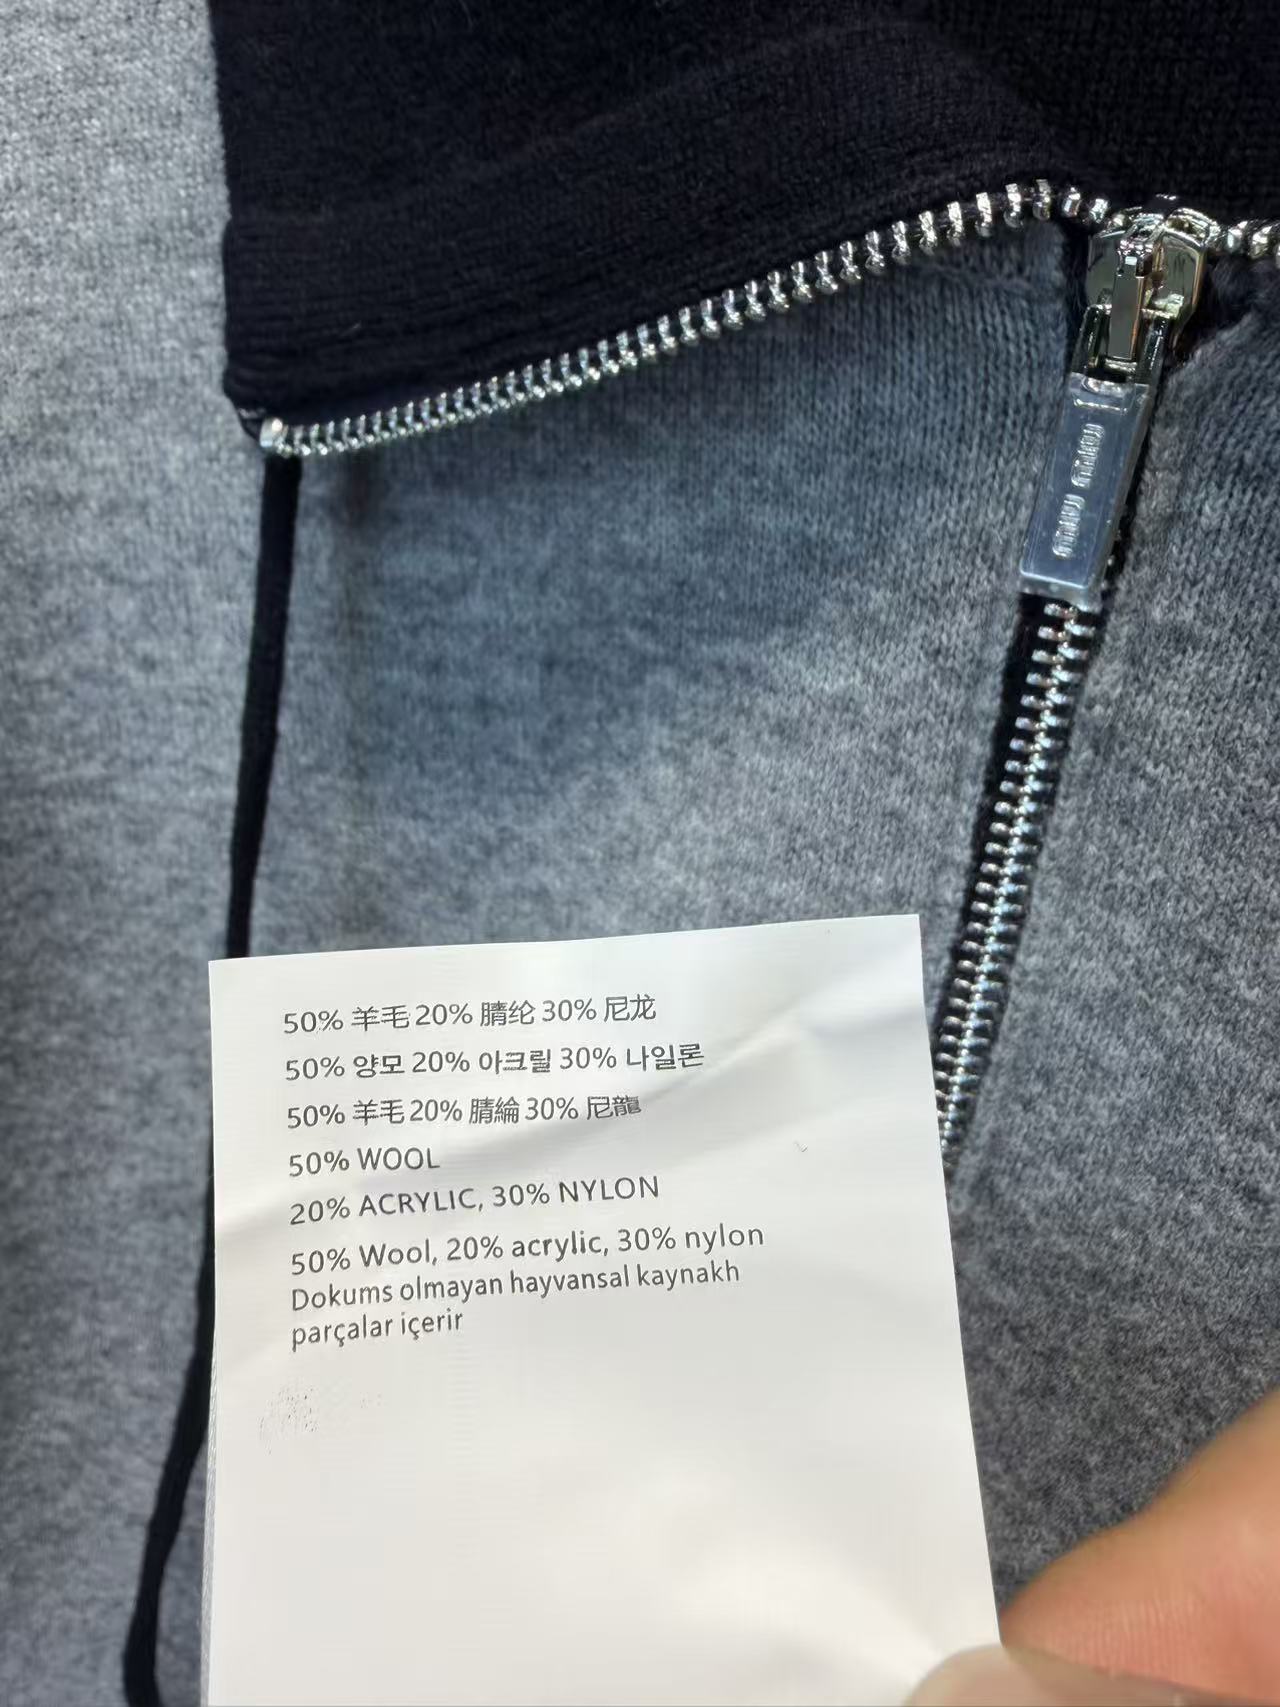 miu miu
50% 羊毛 20% 腈纶 30% 尼龙
50% 양모 20% 아크릴 30% 나일론
50% 羊毛 20% 腈綸 30% 尼龍
50% WOOL
20% ACRYLIC, 30% NYLON
50% Wool, 20% acrylic, 30% nylon
Dokums olmayan hayvansal kaynakh
parçalar içerir